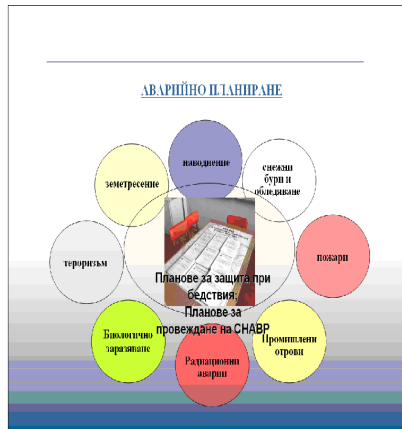 АВАРИЙНО ПЛАНИРАНЕ
наводнение
снежни
бури и
обледяване
земетресение
пожари
тероризъм
Планове за защита при
бедствия;
Планове за
провеждане на СНАВР
Биологично
заразяване
Промишлени
отрови
Радиационни
аварии